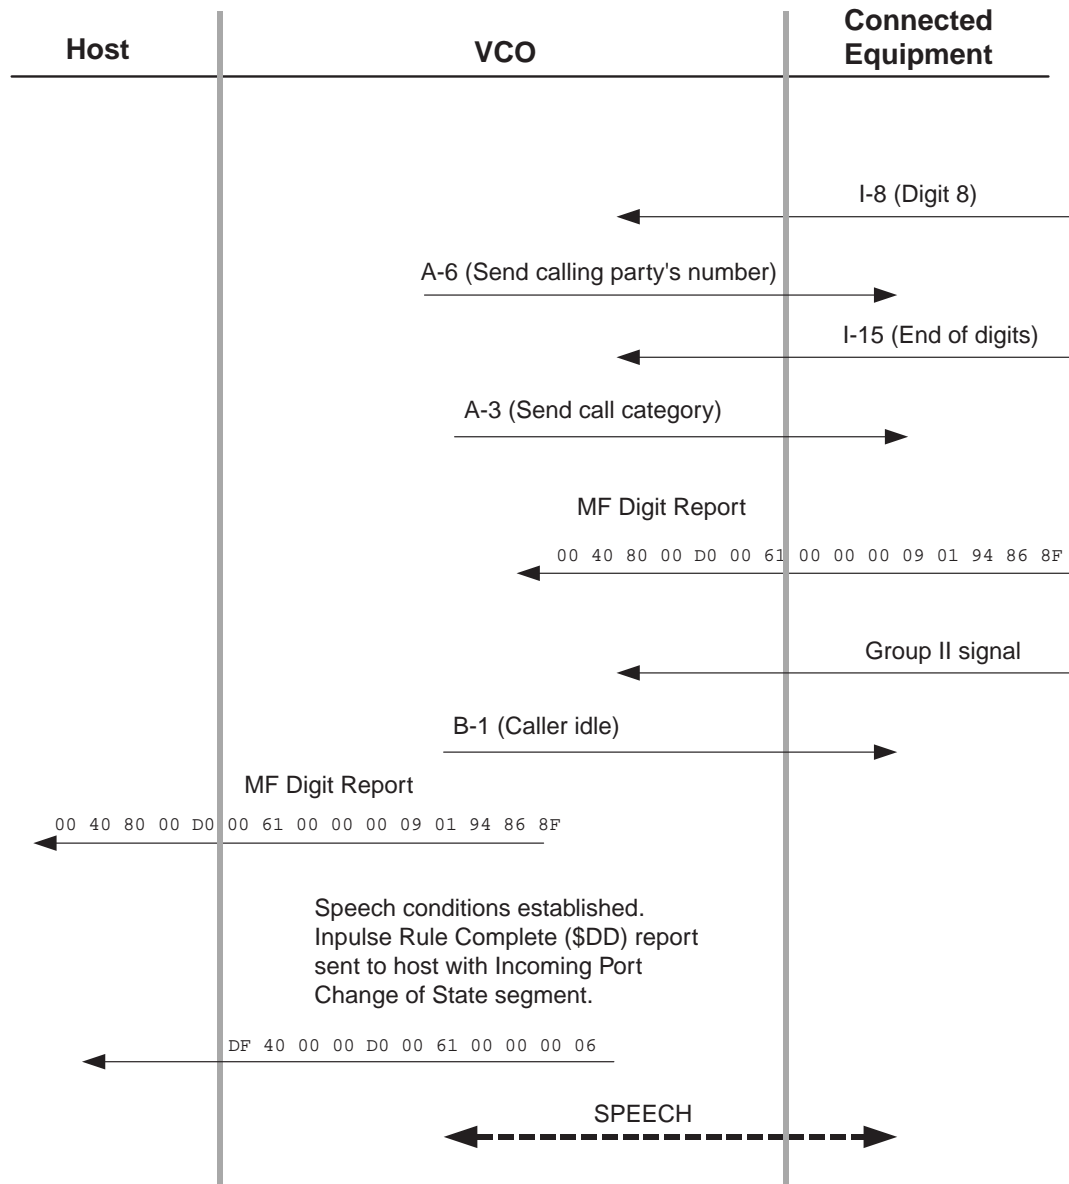 Host
VCO
Connected
Equipment
I-8 (Digit 8)
A-6 (Send calling party's number)
I-15 (End of digits)
A-3 (Send call category)
MF Digit Report
00 40 80 00 D0 00 61 00 00 00 09 01 94 86 8F
Group II signal
B-1 (Caller idle)
MF Digit Report
00 40 80 00 D0 00 61 00 00 00 09 01 94 86 8F
Speech conditions established.
Inpulse Rule Complete ($DD) report
sent to host with Incoming Port
Change of State segment.
DF 40 00 00 D0 00 61 00 00 00 06
SPEECH